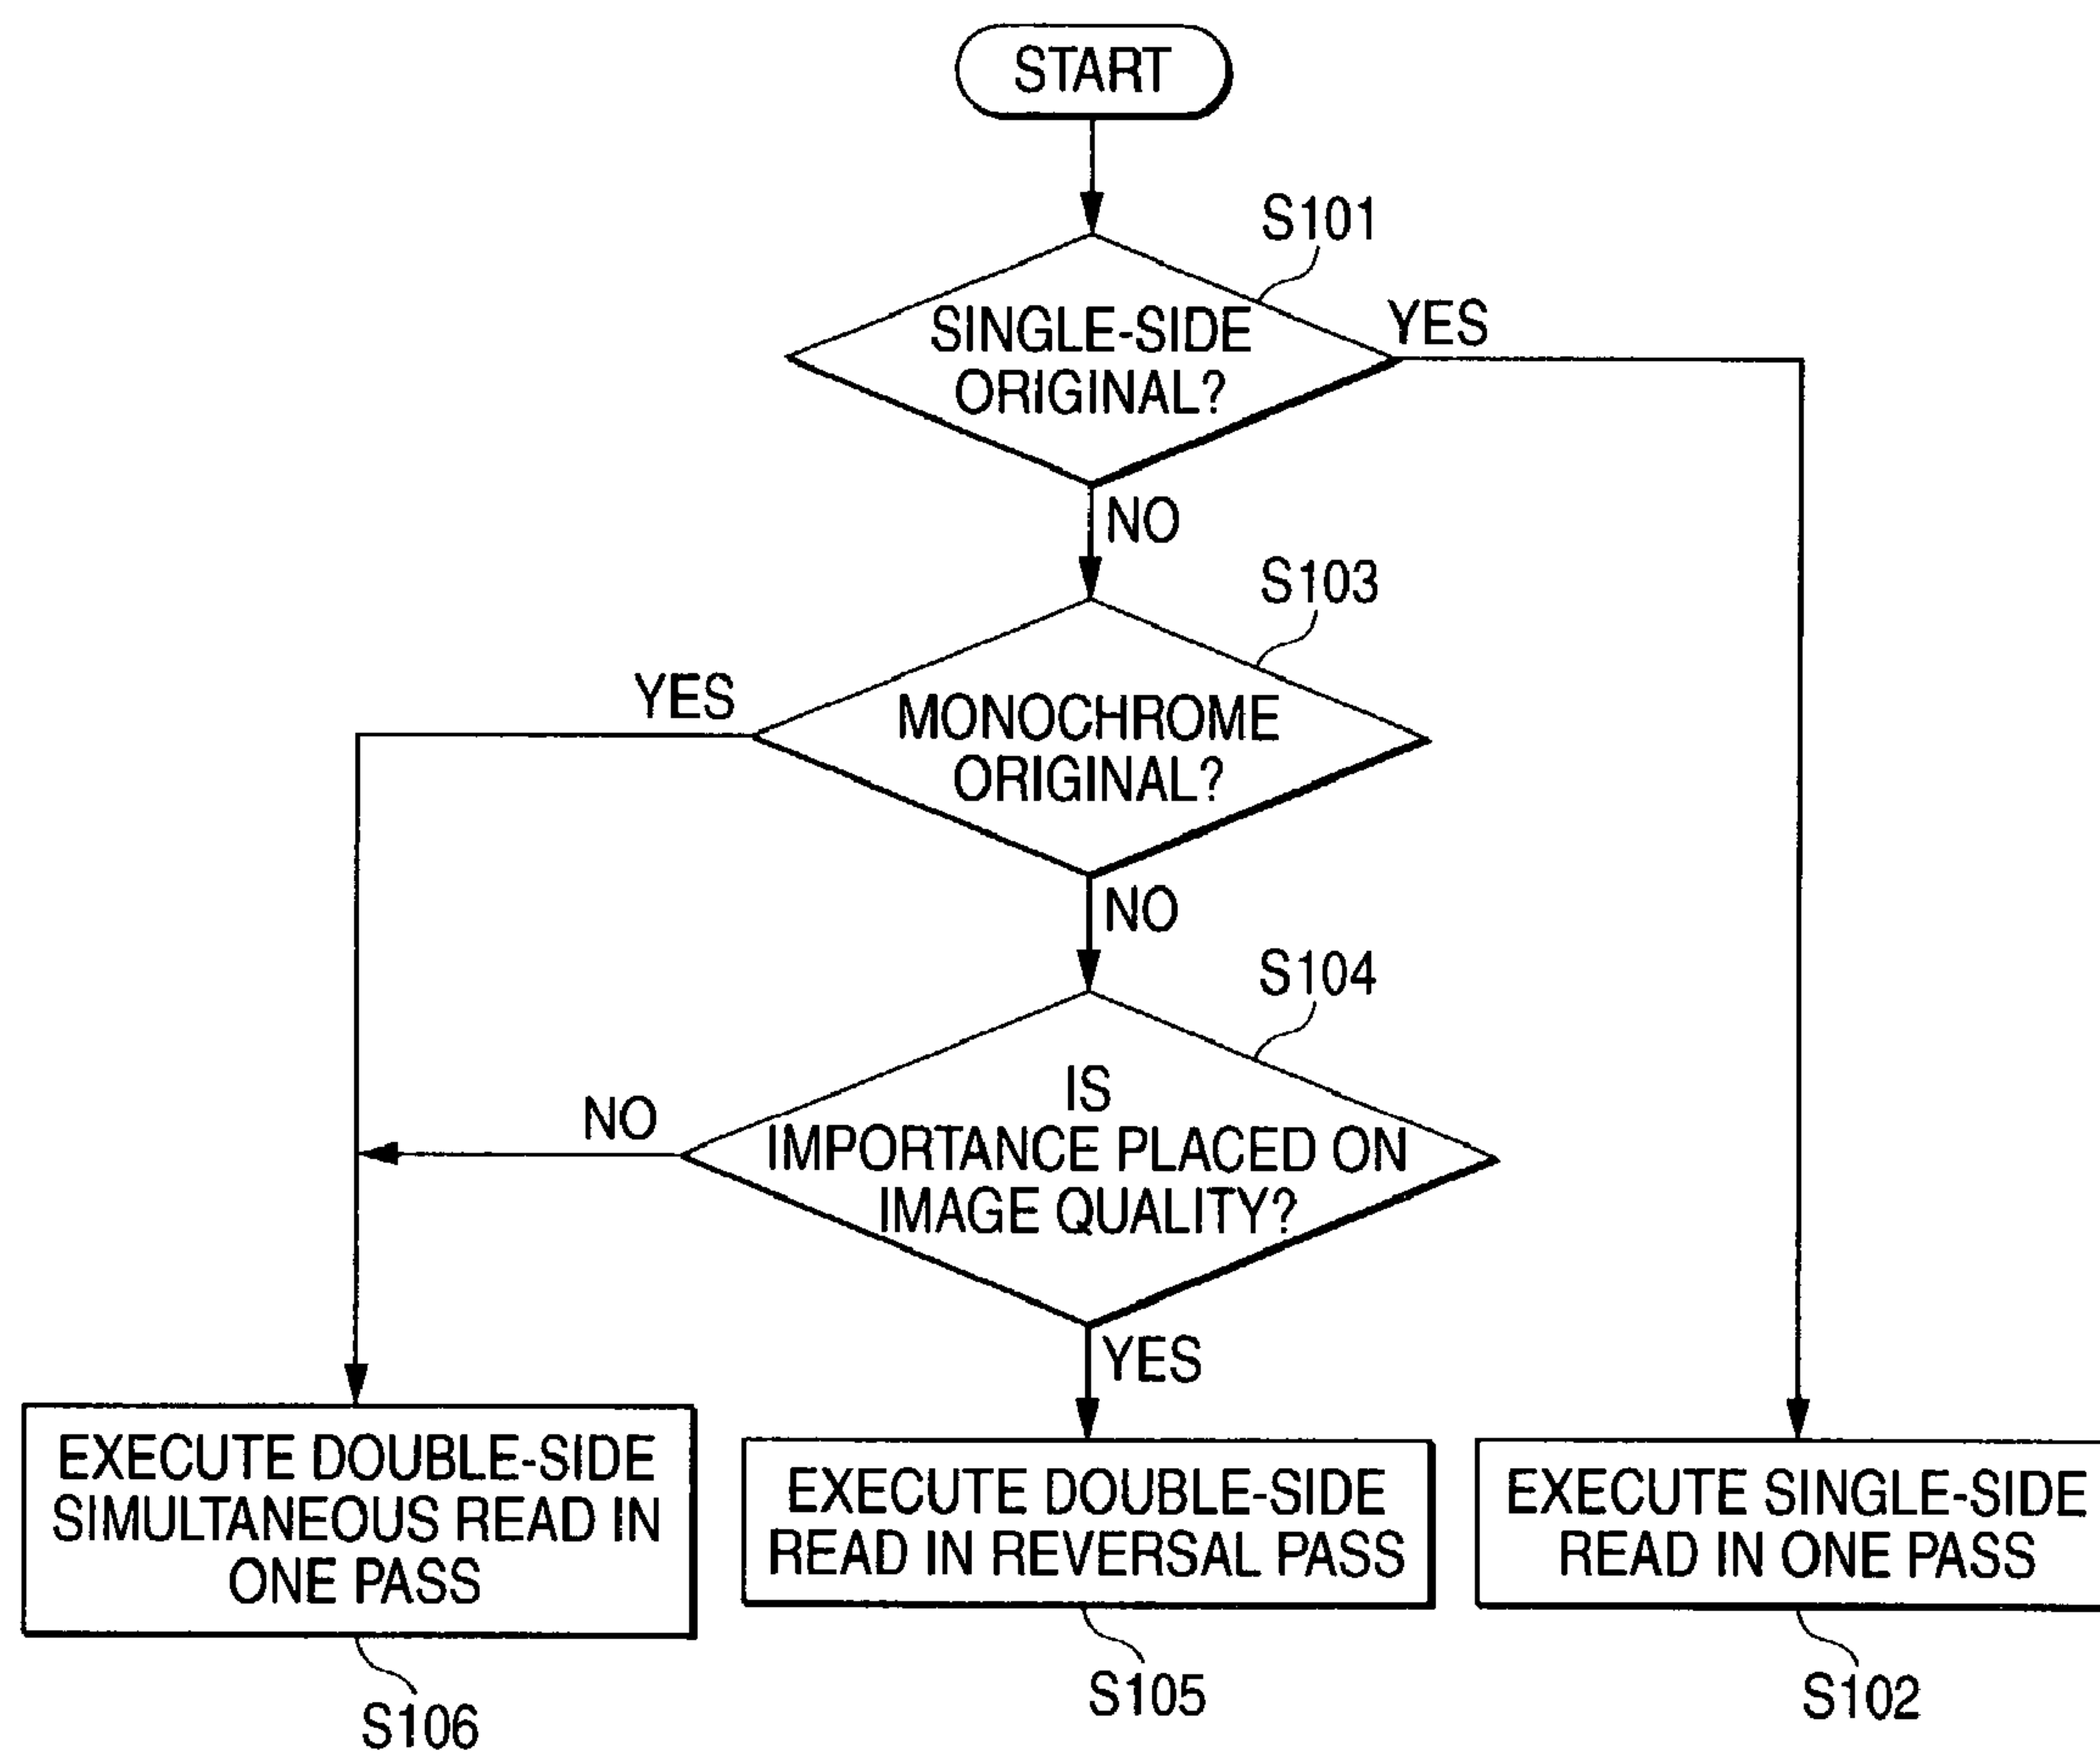 START
S101
SINGLE-SIDE
ORIGINAL?
YES
NO
S103
YES
MONOCHROME
ORIGINAL?
NO
S104
NO
IS
IMPORTANCE PLACED ON
IMAGE QUALITY?
YES
EXECUTE DOUBLE-SIDE
SIMULTANEOUS READ IN
ONE PASS
EXECUTE DOUBLE-SIDE
READ IN REVERSAL PASS
EXECUTE SINGLE-SIDE
READ IN ONE PASS
S106
S105
S102